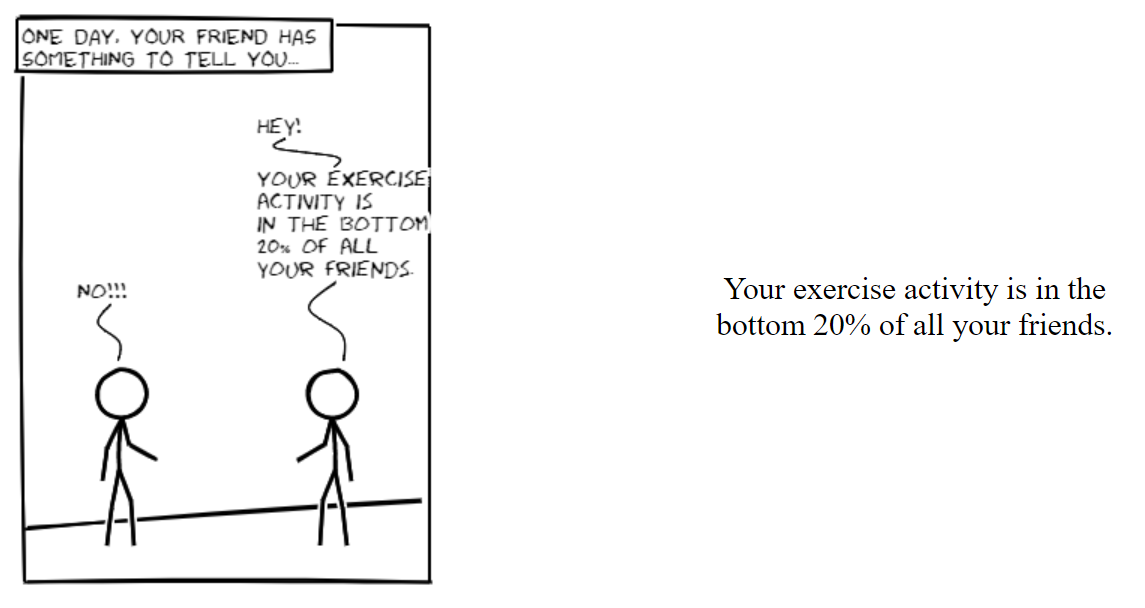 ONE DAY, YOUR FRIEND HAS
SOMETHING TO TELL YOU...
HEY!
YOUR EXERCISE
ACTIVITY IS
IN THE BOTTOM
20% OF ALL
YOUR FRIENDS.
NO!!!
Your exercise activity is in the
bottom 20% of all your friends.